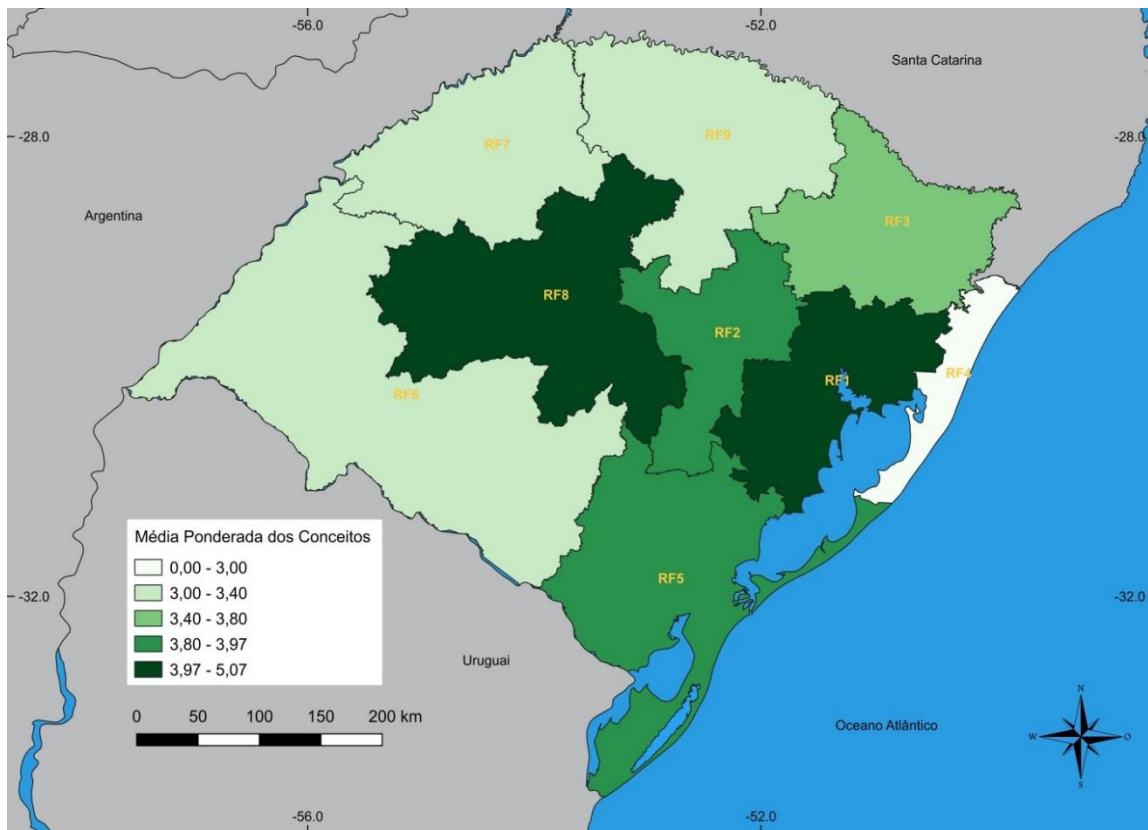 -56.0
-52.0
Santa Catarina
-28.0
-28.0
RF7
RF9
Argentina
RF3
RF8
RF2
RF1
RF4
RF6
Média Ponderada dos Conceitos
0,00 - 3,00
3,00 - 3,40
3,40 - 3,80
3,80 - 3,97
3,97 - 5,07
RF5
-32.0
-32.0
Uruguai
0 50 100 150 200 km
Oceano Atlântico
N
W O
S
-56.0
-52.0